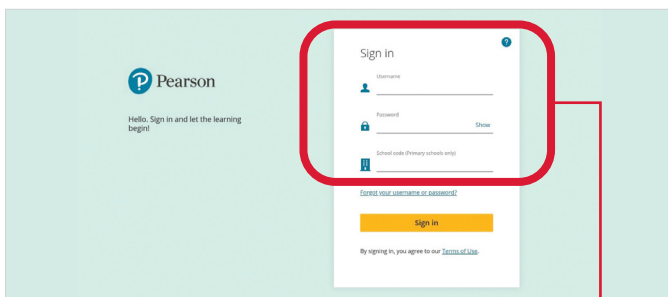 Pearson
Hello. Sign in and let the learning
begin!
Sign in
?
Username
Password
Show
School code (Primary schools only)
Forgot your username or password?
Sign in
By signing in, you agree to our Terms of Use.